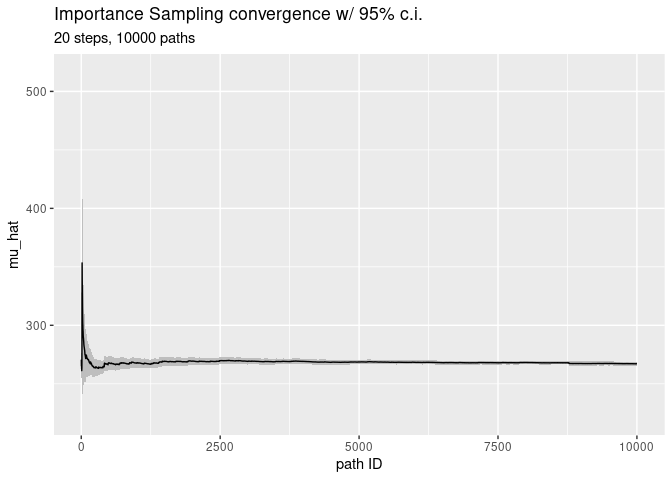 Importance Sampling convergence w/ 95% c.i.
20 steps, 10000 paths
500
400
300
mu_hat
0 2500 5000 7500 10000
path ID